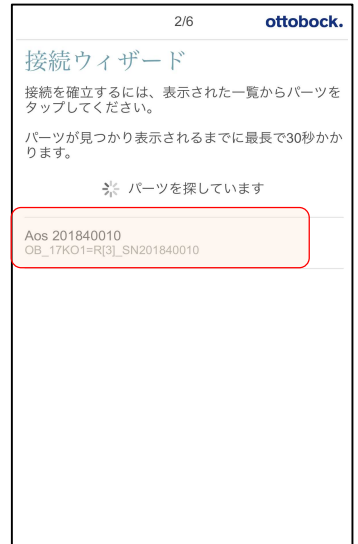 2/6 ottobock.
接続ウィザード
接続を確立するには、表示された一覧からパーツを
タップしてください。
パーツが見つかり表示されるまでに最長で30秒かか
ります。
パーツを探しています
Aos 201840010
OB_17KO1=R[3]_SN201840010